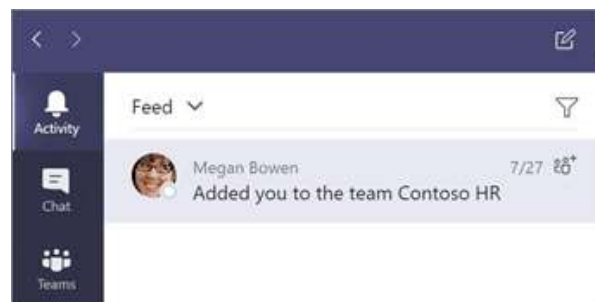 Activity
Feed
Megan Bowen 7/27
Added you to the team Contoso HR
Chat
Teams